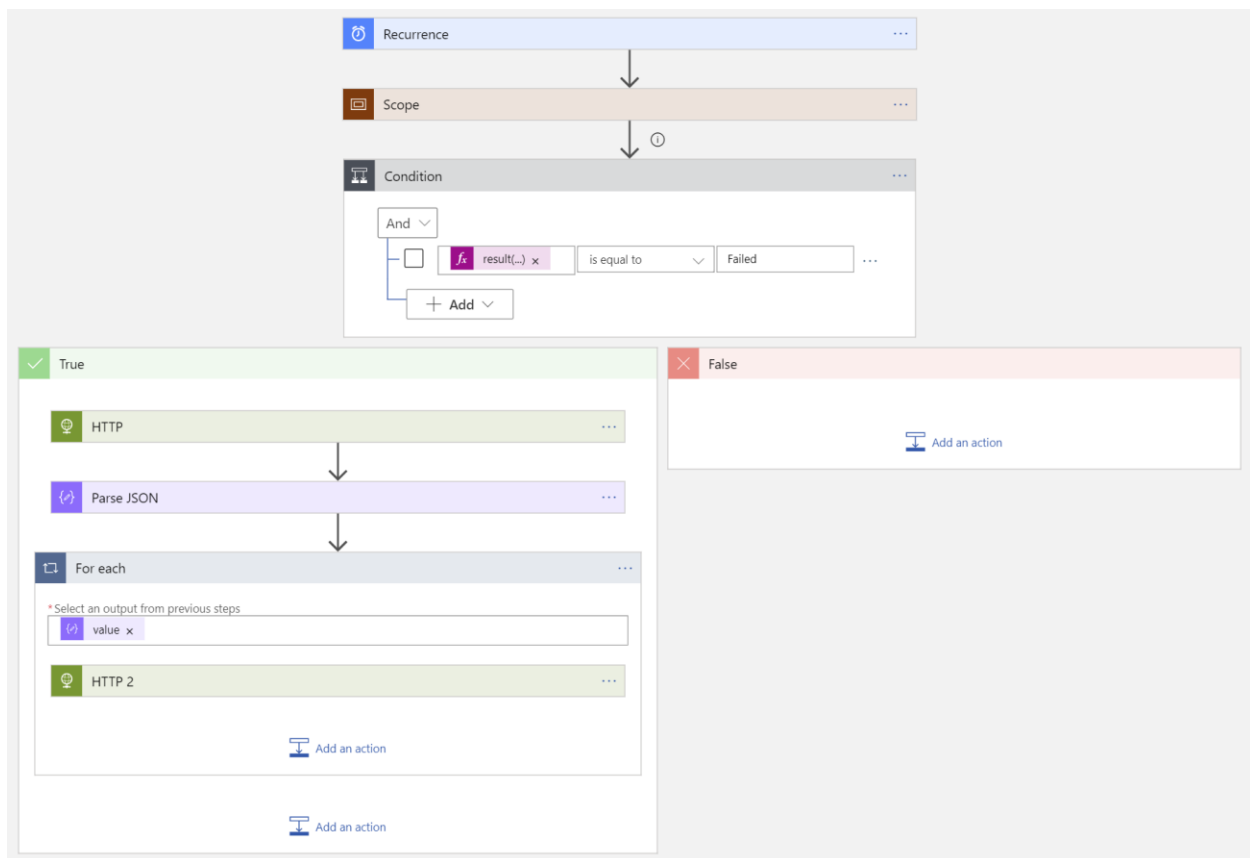 Recurrence
Scope
Condition
And
result(...) x is equal to Failed
+ Add
True
False
HTTP
Add an action
Parse JSON
For each
*Select an output from previous steps
value x
HTTP 2
Add an action
Add an action